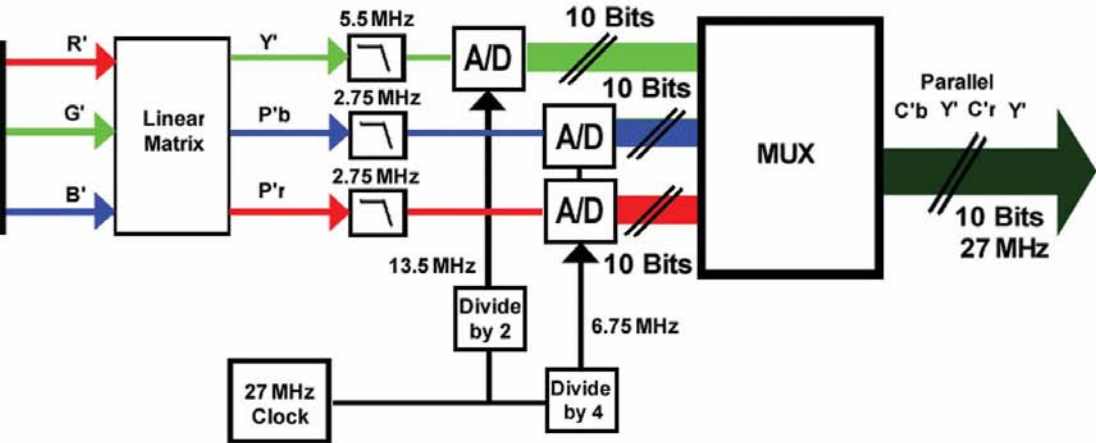 5.5 MHz
10 Bits
R'
Y'
A/D
2.75 MHz
10 Bits
Parallel
C'b Y' C'r Y'
G'
Linear
Matrix
P'b
A/D
MUX
2.75 MHz
B'
P'r
A/D
10 Bits
27 MHz
13.5 MHz
10 Bits
Divide
by 2
6.75 MHz
27 MHz
Clock
Divide
by 4